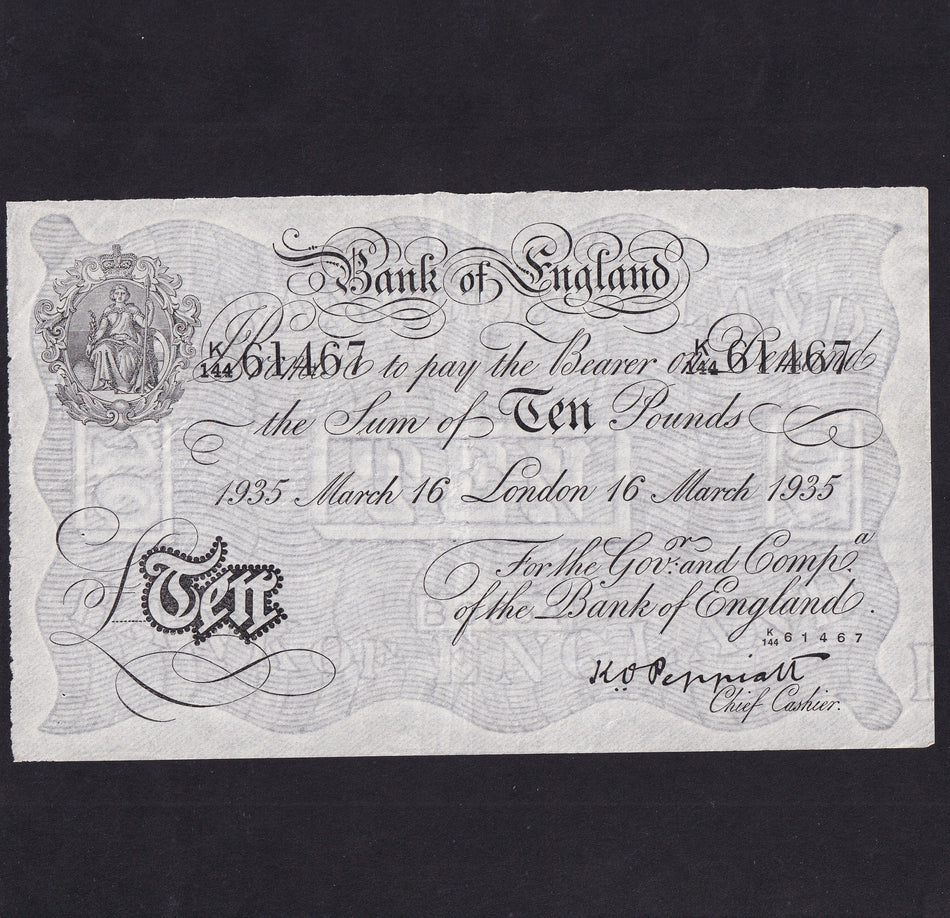 Bank of England
K
144 61467 to pay the Bearer on Demand K
144 61467
the Sum of Ten Pounds
1935 March 16 London 16 March 1935
For the Govr. and Compa.
of the Bank of England.
£Ten
K
144 61467
K.O. Peppiatt
Chief Cashier.
TEN